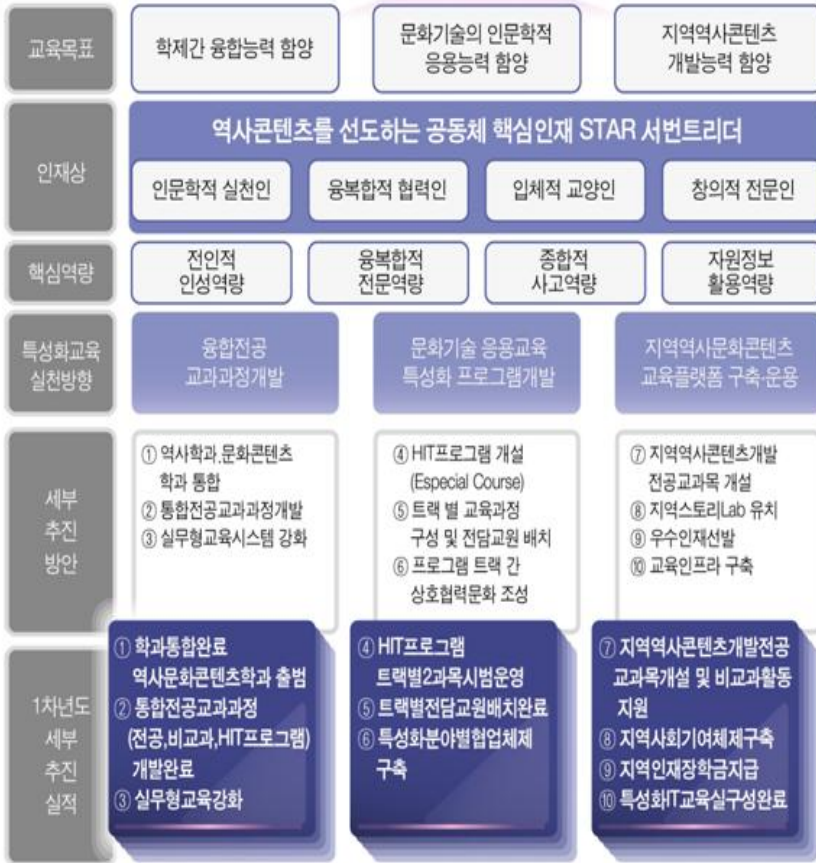 교육목표
학제간 융합능력 함양
문화기술의 인문학적
응용능력 함양
지역역사콘텐츠
개발능력 함양
인재상
역사콘텐츠를 선도하는 공동체 핵심인재 STAR 서번트리더
인문학적 실천인
융복합적 협력인
입체적 교양인
창의적 전문인
핵심역량
전인적
인성역량
융복합적
전문역량
종합적
사고역량
자원정보
활용역량
특성화교육
실천방향
융합전공
교과과정개발
문화기술 응용교육
특성화 프로그램개발
지역역사문화콘텐츠
교육플랫폼 구축·운용
세부
추진
방안
① 역사학과.문화콘텐츠
학과 통합
② 통합전공교과과정개발
③ 실무형교육시스템 강화
④ HIT프로그램 개설
(Especial Course)
⑤ 트랙 별 교육과정
구성 및 전담교원 배치
⑥ 프로그램 트랙 간
상호협력문화 조성
⑦ 지역역사콘텐츠개발
전공교과목 개설
⑧ 지역스토리Lab 유치
⑨ 우수인재선발
⑩ 교육인프라 구축
1차년도
세부
추진
실적
① 학과통합완료
역사문화콘텐츠학과 출범
② 통합전공교과과정
(전공,비교과,HIT프로그램)
개발완료
③ 실무형교육강화
④ HIT프로그램
트랙별2과목시범운영
⑤ 트랙별전담교원배치완료
⑥ 특성화분야별협업체제
구축
⑦ 지역역사콘텐츠개발전공
교과목개설 및 비교과활동
지원
⑧ 지역사회기여체제구축
⑨ 지역인재장학금지급
⑩ 특성화IT교육실구성완료